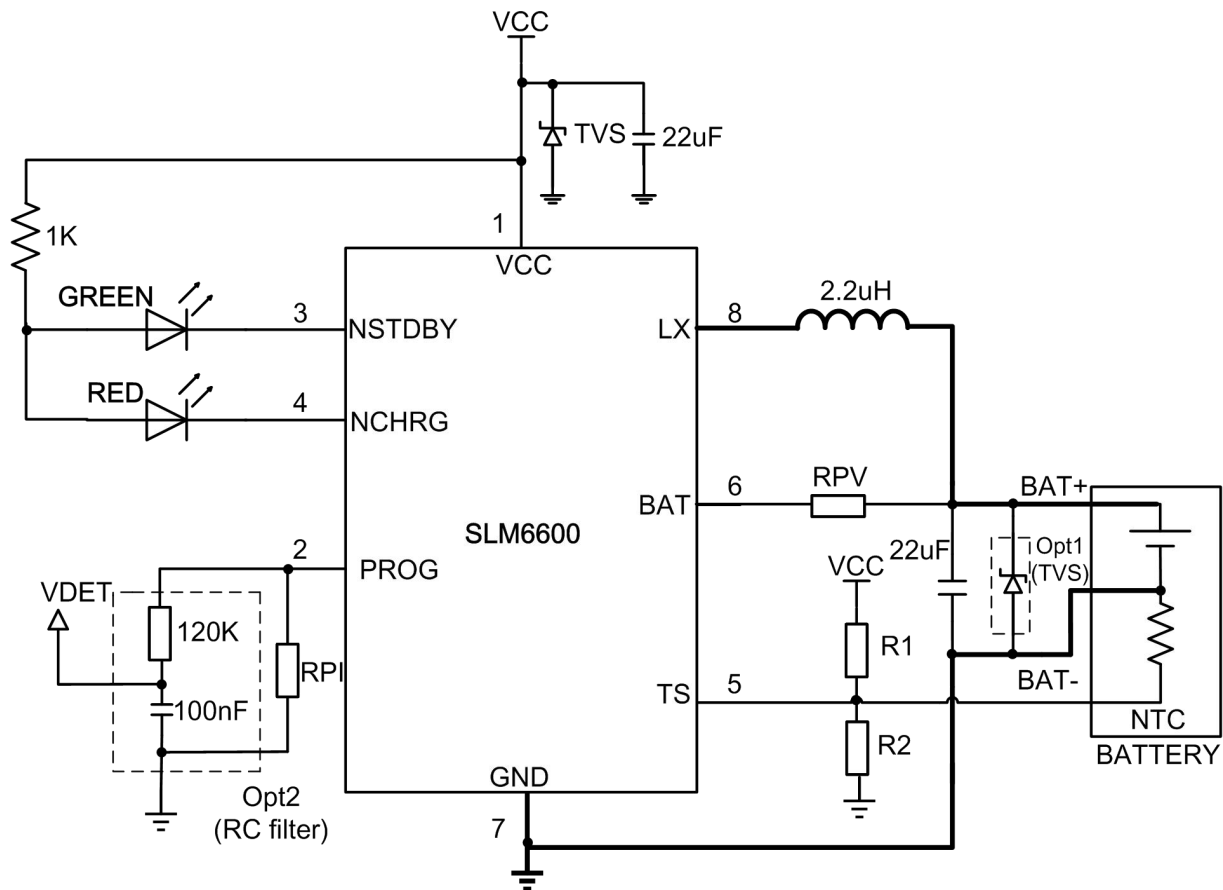 VCC
TVS
22uF
1K
1
VCC
GREEN
3
NSTDBY
LX
8
2.2uH
RED
4
NCHRG
BAT
6
RPV
BAT+
SLM6600
22uF
Opt1
(TVS)
2
PROG
VCC
VDET
120K
R1
RPI
100nF
TS
5
BAT-
NTC
R2
BATTERY
GND
Opt2
(RC filter)
7